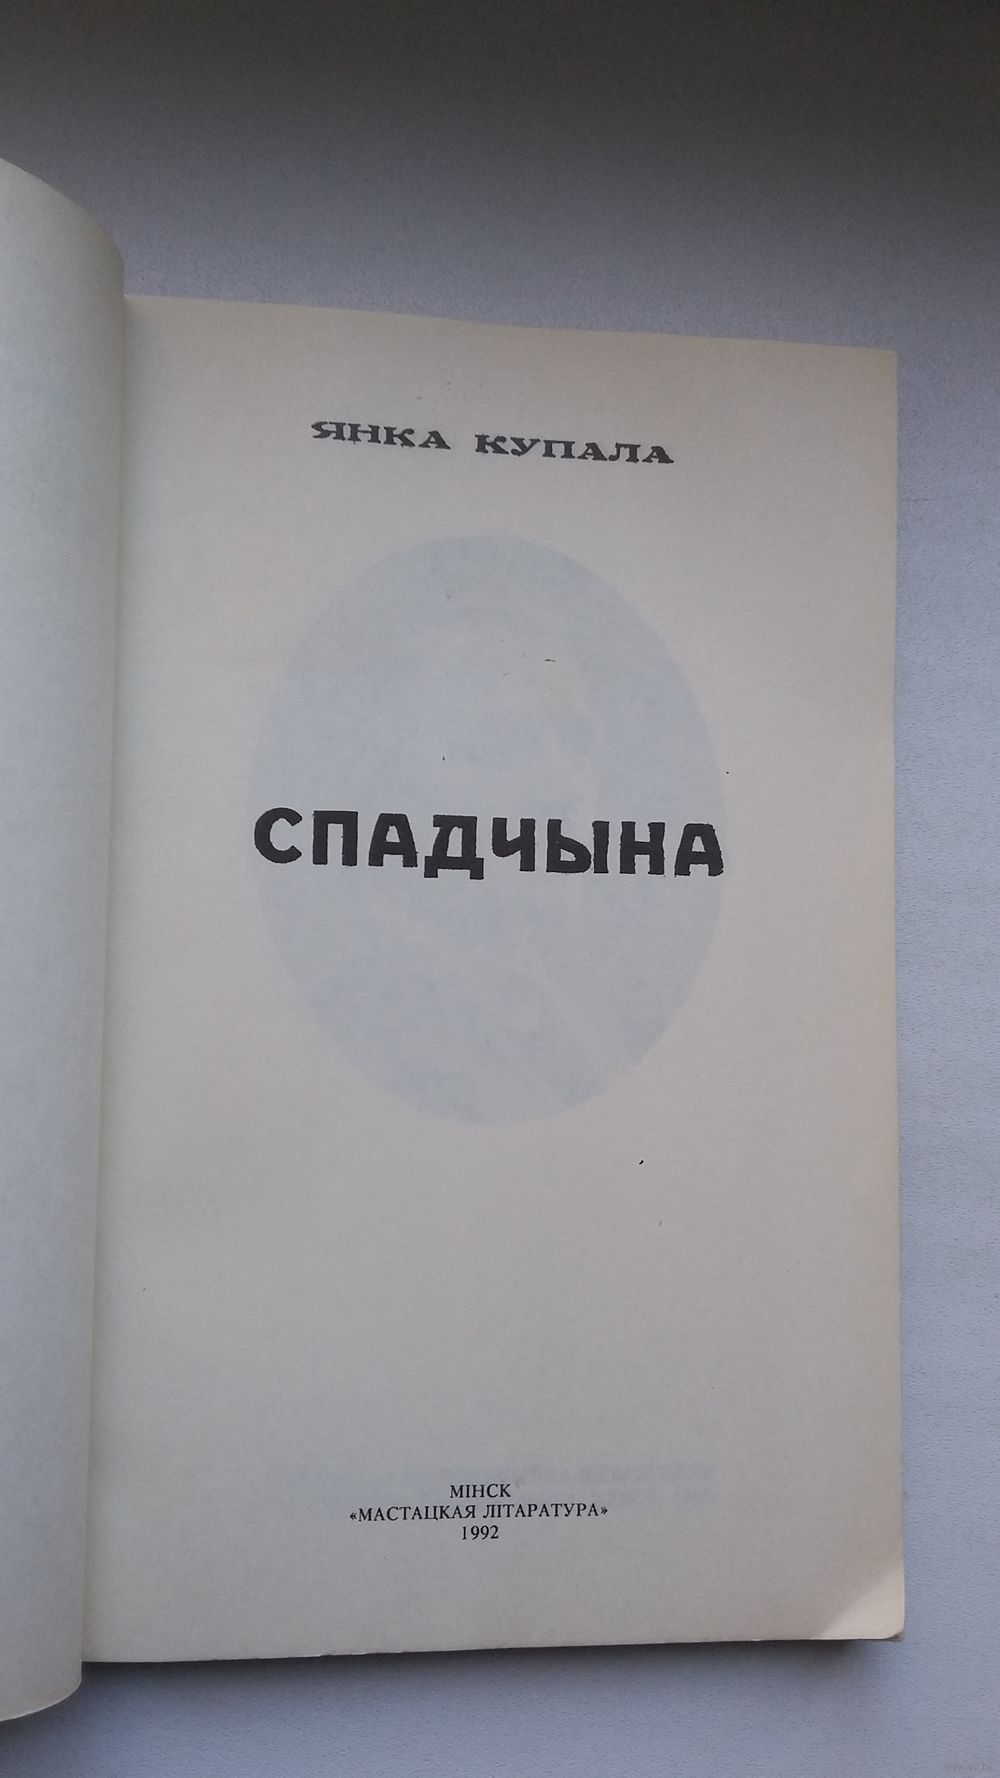 ЯНКА КУПАЛА
СПАДЧЫНА
МІНСК
«МАСТАЦКАЯ ЛІТАРАТУРА»
1992